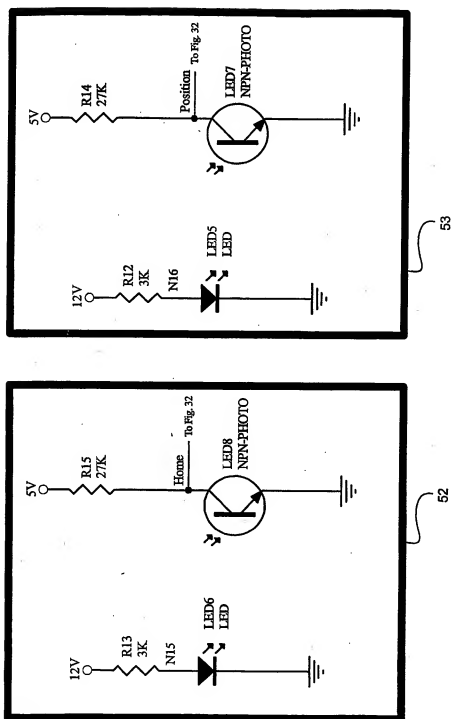 5V
R14
27K
Position
To Fig. 32
LED7
NPN-PHOTO
12V
R12
3K
N16
LED5
LED
53
5V
R15
27K
Home
To Fig. 32
LED8
NPN-PHOTO
12V
R13
3K
N15
LED6
LED
52